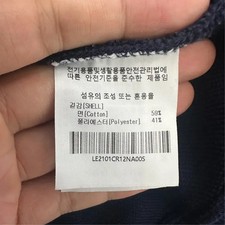 전기용품및생활용품안전관리법에
따른 안전기준을 준수한 제품임
섬유의 조성 또는 혼용률
겉감[SHELL]
면[Cotton] 59%
폴리에스터[Polyester] 41%
LE2101CR12NA00S